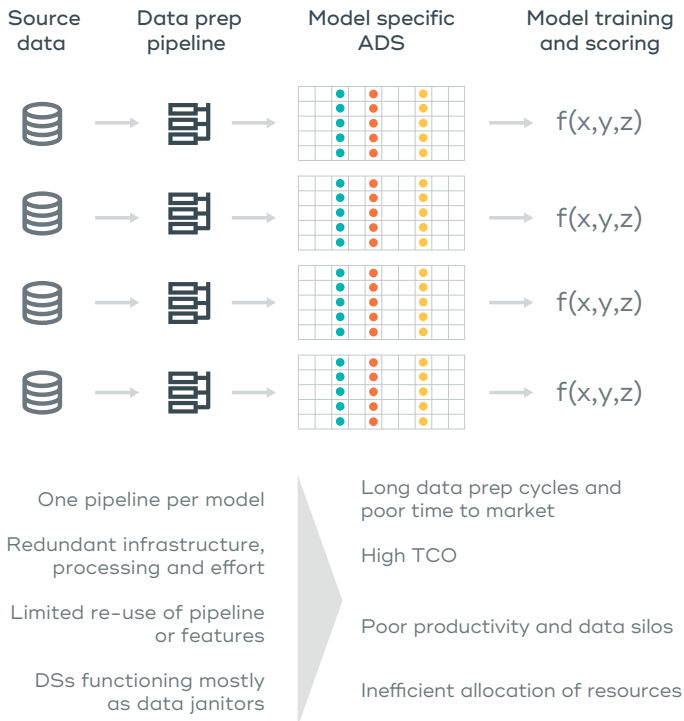 Source
data
Data prep
pipeline
Model specific
ADS
Model training
and scoring
f(x,y,z)
f(x,y,z)
f(x,y,z)
f(x,y,z)
One pipeline per model
Redundant infrastructure,
processing and effort
Limited re-use of pipeline
or features
DSs functioning mostly
as data janitors
Long data prep cycles and
poor time to market
High TCO
Poor productivity and data silos
Inefficient allocation of resources